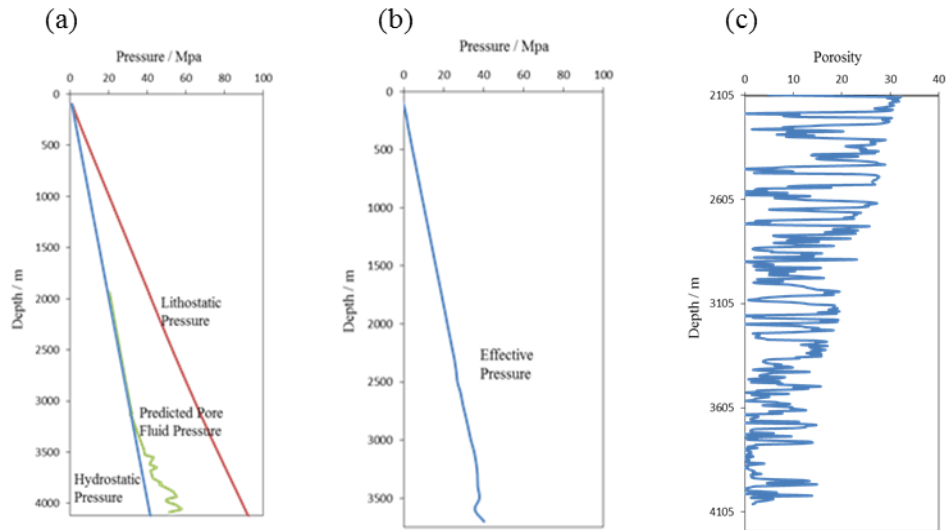 (a)
Pressure / Mpa
0 20 40 60 80 100
0
500
1000
1500
2000
2500
3000
3500
4000
Depth / m
Lithostatic
Pressure
Predicted Pore
Fluid Pressure
Hydrostatic
Pressure
(b)
Pressure / Mpa
0 20 40 60 80 100
0
500
1000
1500
2000
2500
3000
3500
Depth / m
Effective
Pressure
(c)
Porosity
0 10 20 30 40
2105
2605
3105
3605
4105
Depth / m